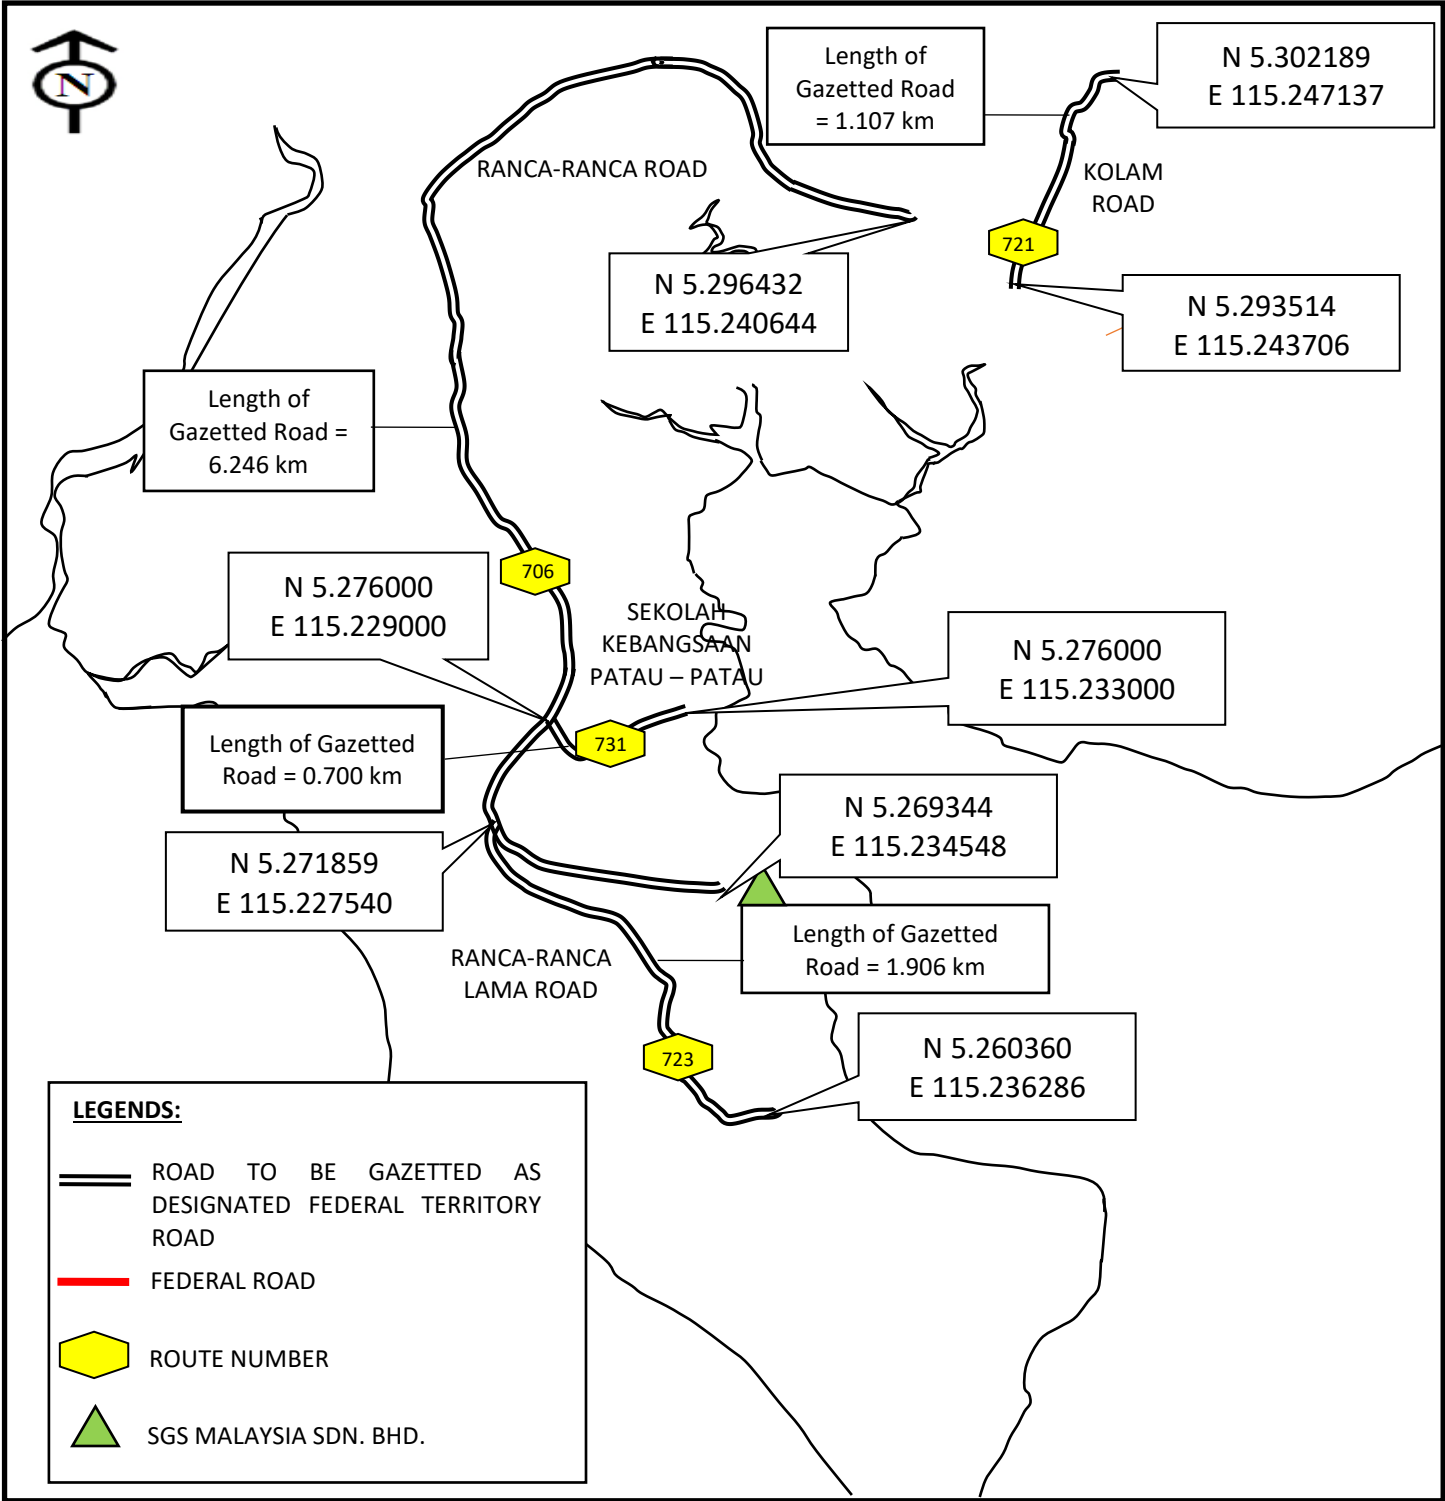 N
Length of
Gazetted Road
= 1.107 km
N 5.302189
E 115.247137
RANCA-RANCA ROAD
KOLAM
ROAD
721
N 5.296432
E 115.240644
N 5.293514
E 115.243706
Length of
Gazetted Road =
6.246 km
706
N 5.276000
E 115.229000
SEKOLAH
KEBANGSAAN
PATAU – PATAU
N 5.276000
E 115.233000
Length of Gazetted
Road = 0.700 km
731
N 5.269344
E 115.234548
N 5.271859
E 115.227540
Length of Gazetted
Road = 1.906 km
RANCA-RANCA
LAMA ROAD
723
N 5.260360
E 115.236286
LEGENDS:
ROAD TO BE GAZETTED AS
DESIGNATED FEDERAL TERRITORY
ROAD
FEDERAL ROAD
ROUTE NUMBER
SGS MALAYSIA SDN. BHD.